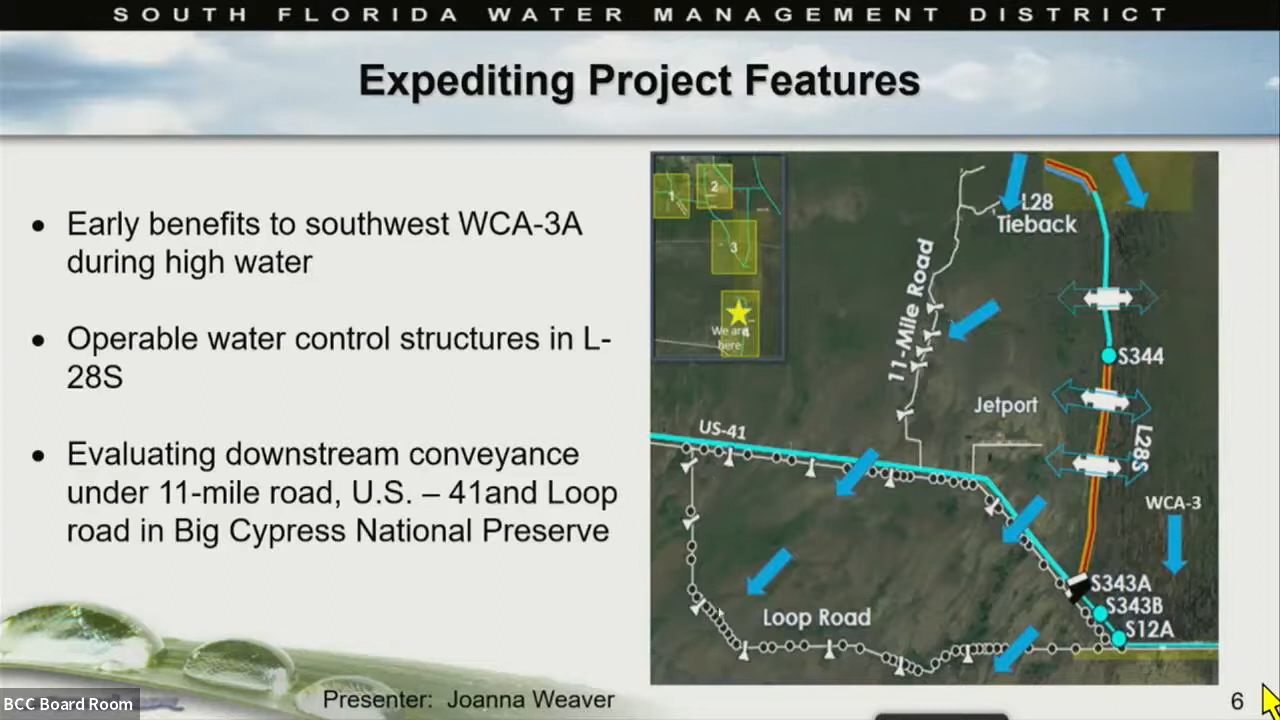 SOUTH FLORIDA WATER MANAGEMENT DISTRICT
Expediting Project Features
● Early benefits to southwest WCA-3A
during high water
● Operable water control structures in L-
28S
● Evaluating downstream conveyance
under 11-mile road, U.S. – 41and Loop
road in Big Cypress National Preserve
1
2
3
4
We are
here
L28
Tieback
11-Mile Road
S344
Jetport
US-41
L28S
WCA-3
S343A
S343B
S12A
Loop Road
Presenter: Joanna Weaver
6
BCC Board Room